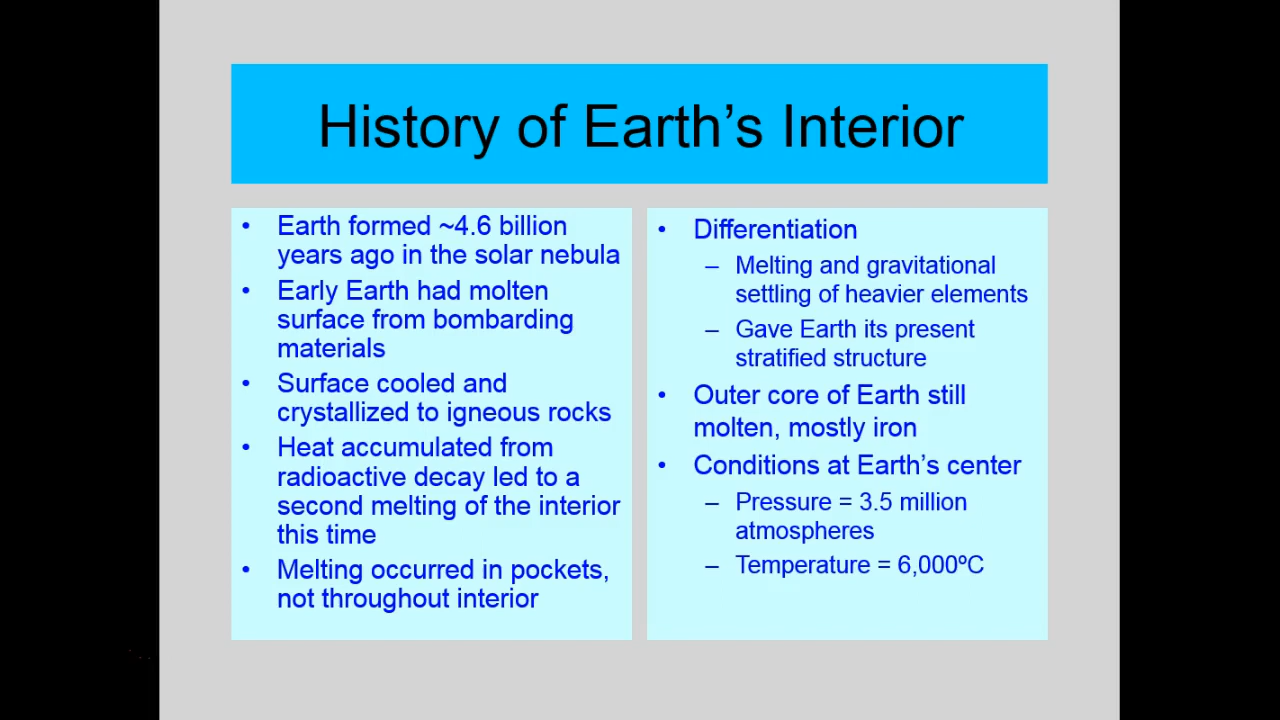 History of Earth’s Interior
• Earth formed ~4.6 billion
years ago in the solar nebula
• Early Earth had molten
surface from bombarding
materials
• Surface cooled and
crystallized to igneous rocks
• Heat accumulated from
radioactive decay led to a
second melting of the interior
this time
• Melting occurred in pockets,
not throughout interior
• Differentiation
– Melting and gravitational
settling of heavier elements
– Gave Earth its present
stratified structure
• Outer core of Earth still
molten, mostly iron
• Conditions at Earth’s center
– Pressure = 3.5 million
atmospheres
– Temperature = 6,000ºC